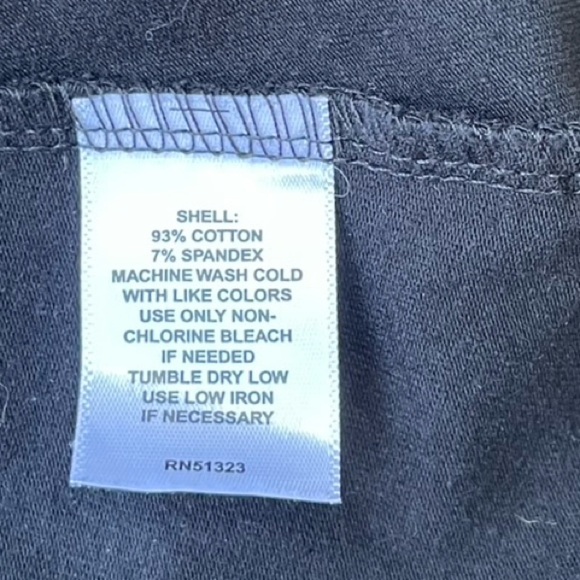 SHELL:
93% COTTON
7% SPANDEX
MACHINE WASH COLD
WITH LIKE COLORS
USE ONLY NON-
CHLORINE BLEACH
IF NEEDED
TUMBLE DRY LOW
USE LOW IRON
IF NECESSARY
RN51323